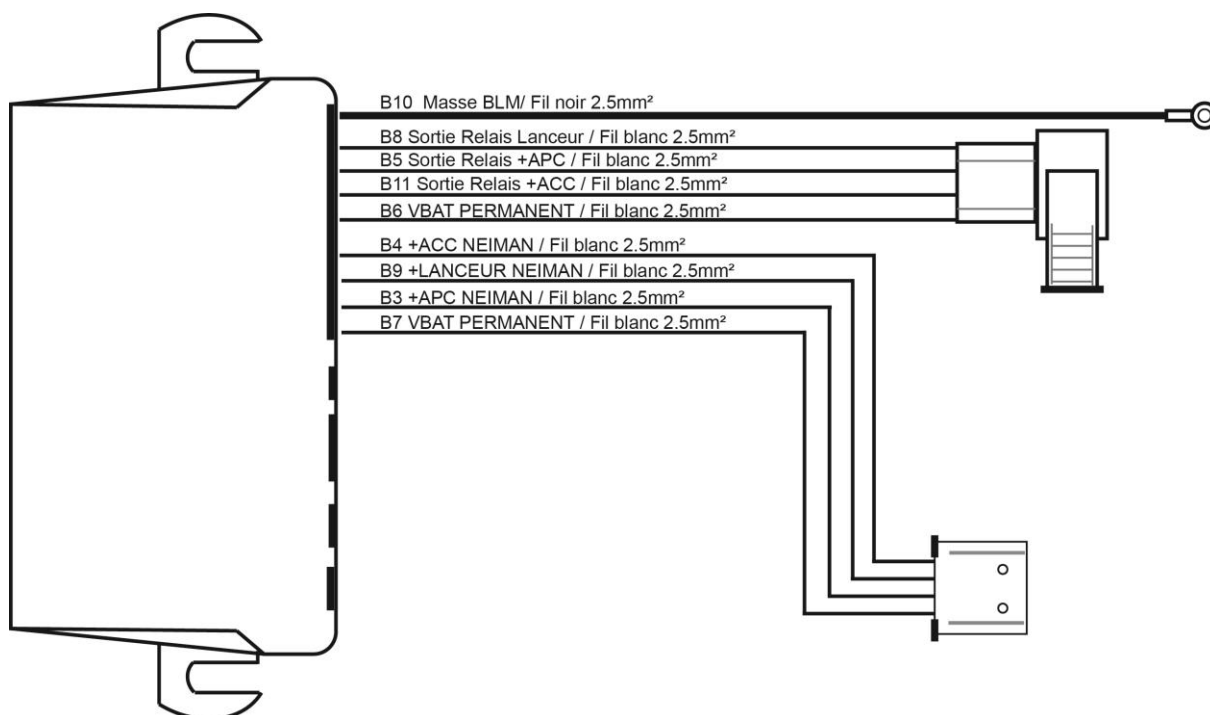 B10 Masse BLM/ Fil noir 2.5mm²
B8 Sortie Relais Lanceur / Fil blanc 2.5mm²
B5 Sortie Relais +APC / Fil blanc 2.5mm²
B11 Sortie Relais +ACC / Fil blanc 2.5mm²
B6 VBAT PERMANENT / Fil blanc 2.5mm²
B4 +ACC NEIMAN / Fil blanc 2.5mm²
B9 +LANCEUR NEIMAN / Fil blanc 2.5mm²
B3 +APC NEIMAN / Fil blanc 2.5mm²
B7 VBAT PERMANENT / Fil blanc 2.5mm²